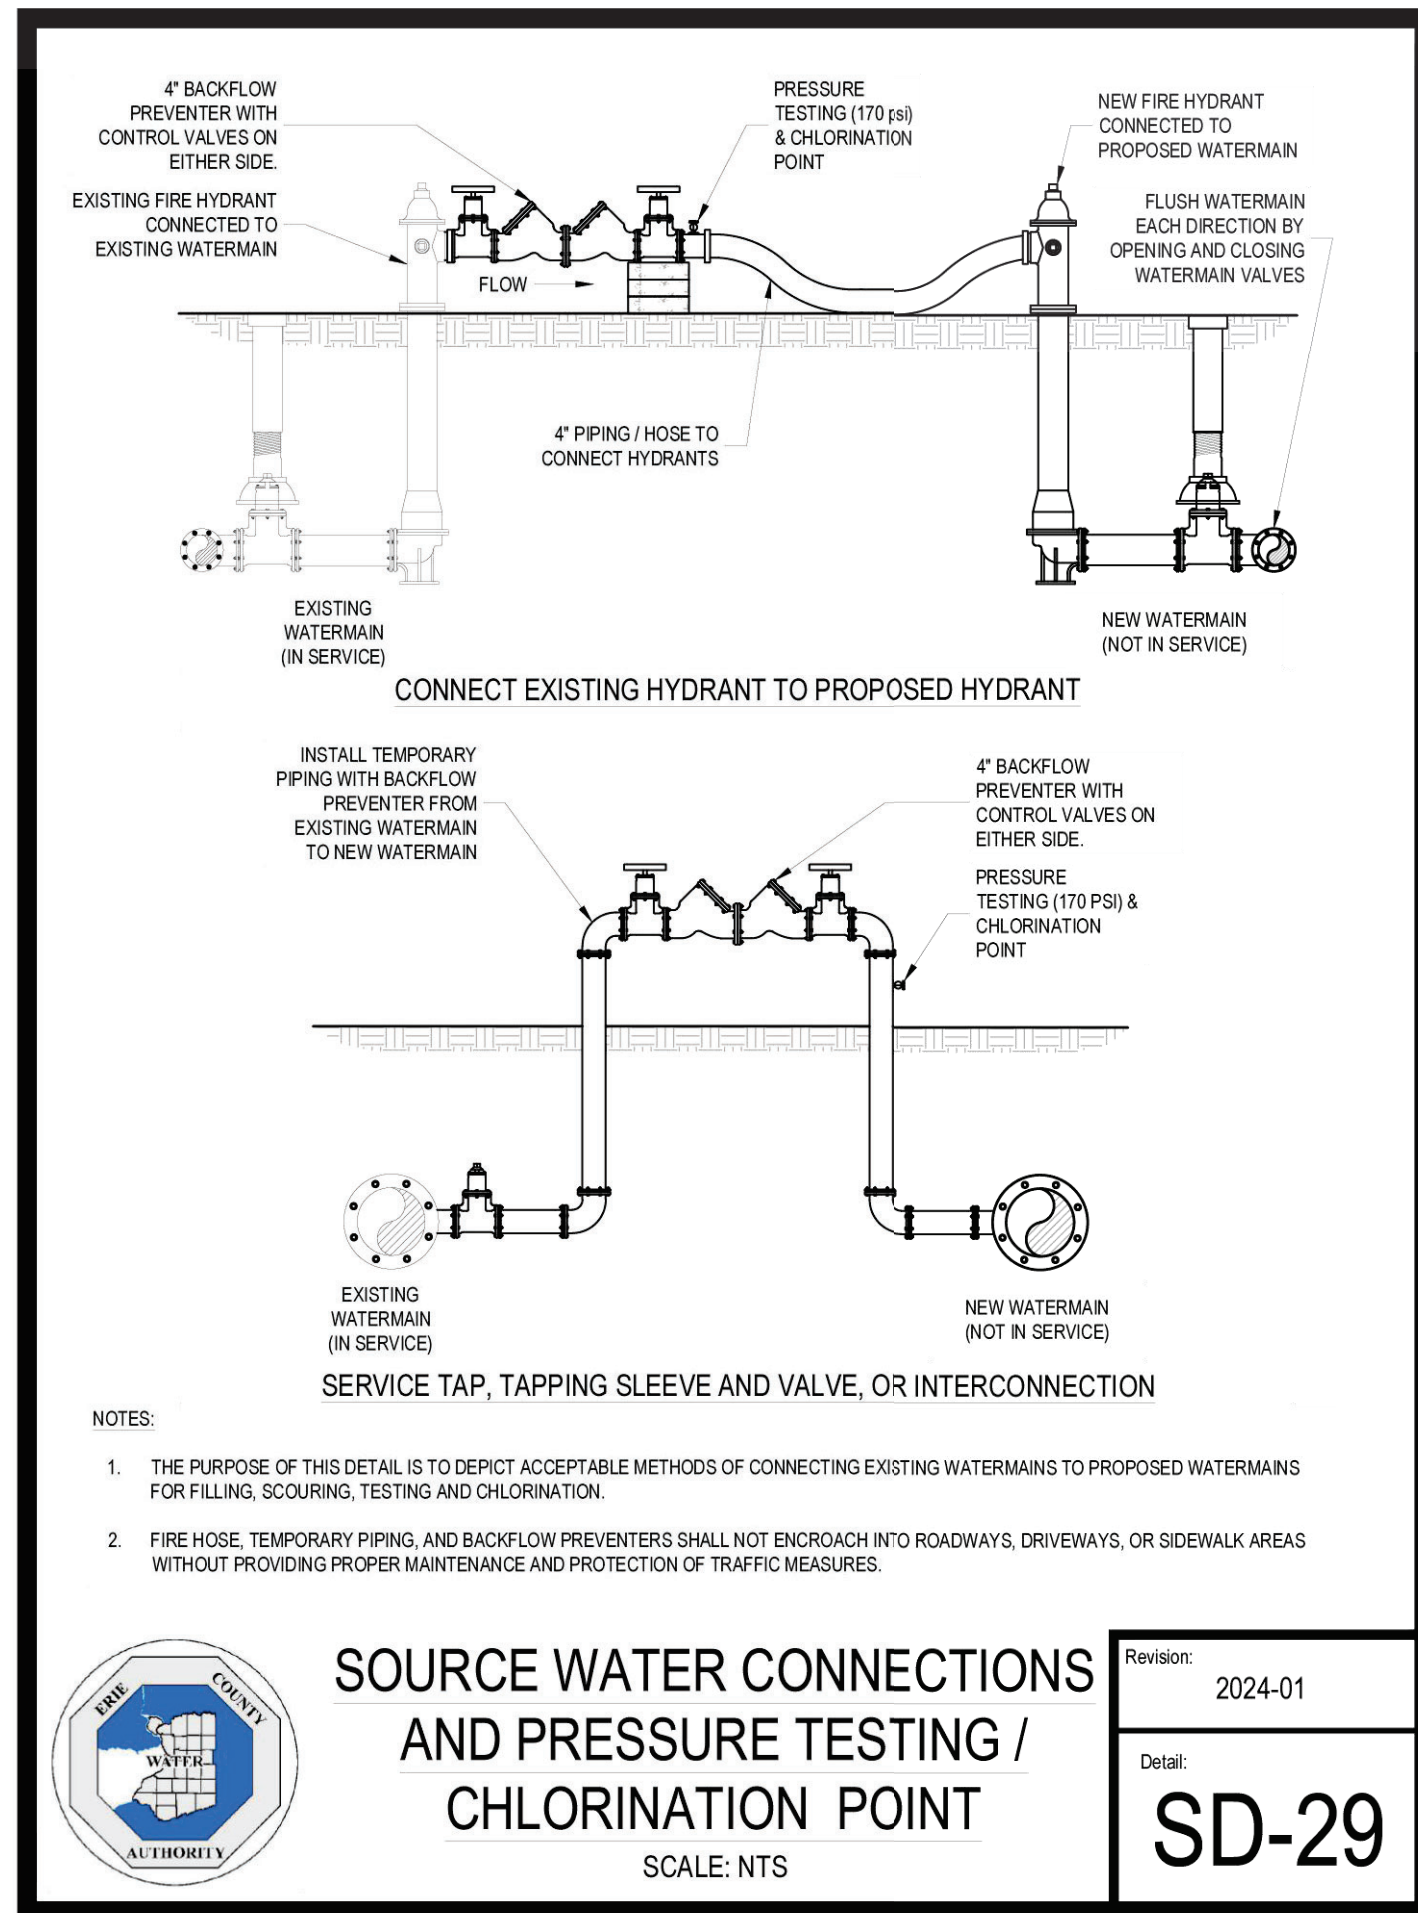 4" BACKFLOW
PREVENTER WITH
CONTROL VALVES ON
EITHER SIDE.
EXISTING FIRE HYDRANT
CONNECTED TO
EXISTING WATERMAIN
PRESSURE
TESTING (170 psi)
& CHLORINATION
POINT
NEW FIRE HYDRANT
CONNECTED TO
PROPOSED WATERMAIN
FLUSH WATERMAIN
EACH DIRECTION BY
OPENING AND CLOSING
WATERMAIN VALVES
FLOW
4" PIPING / HOSE TO
CONNECT HYDRANTS
EXISTING
WATERMAIN
(IN SERVICE)
NEW WATERMAIN
(NOT IN SERVICE)
CONNECT EXISTING HYDRANT TO PROPOSED HYDRANT
INSTALL TEMPORARY
PIPING WITH BACKFLOW
PREVENTER FROM
EXISTING WATERMAIN
TO NEW WATERMAIN
4" BACKFLOW
PREVENTER WITH
CONTROL VALVES ON
EITHER SIDE.
PRESSURE
TESTING (170 PSI) &
CHLORINATION
POINT
EXISTING
WATERMAIN
(IN SERVICE)
NEW WATERMAIN
(NOT IN SERVICE)
SERVICE TAP, TAPPING SLEEVE AND VALVE, OR INTERCONNECTION
NOTES:
1. THE PURPOSE OF THIS DETAIL IS TO DEPICT ACCEPTABLE METHODS OF CONNECTING EXISTING WATERMAINS TO PROPOSED WATERMAINS
FOR FILLING, SCOURING, TESTING AND CHLORINATION.
2. FIRE HOSE, TEMPORARY PIPING, AND BACKFLOW PREVENTERS SHALL NOT ENCROACH INTO ROADWAYS, DRIVEWAYS, OR SIDEWALK AREAS
WITHOUT PROVIDING PROPER MAINTENANCE AND PROTECTION OF TRAFFIC MEASURES.
ERIE COUNTY
WATER
AUTHORITY
SOURCE WATER CONNECTIONS
AND PRESSURE TESTING /
CHLORINATION POINT
SCALE: NTS
Revision:
2024-01
Detail:
SD-29